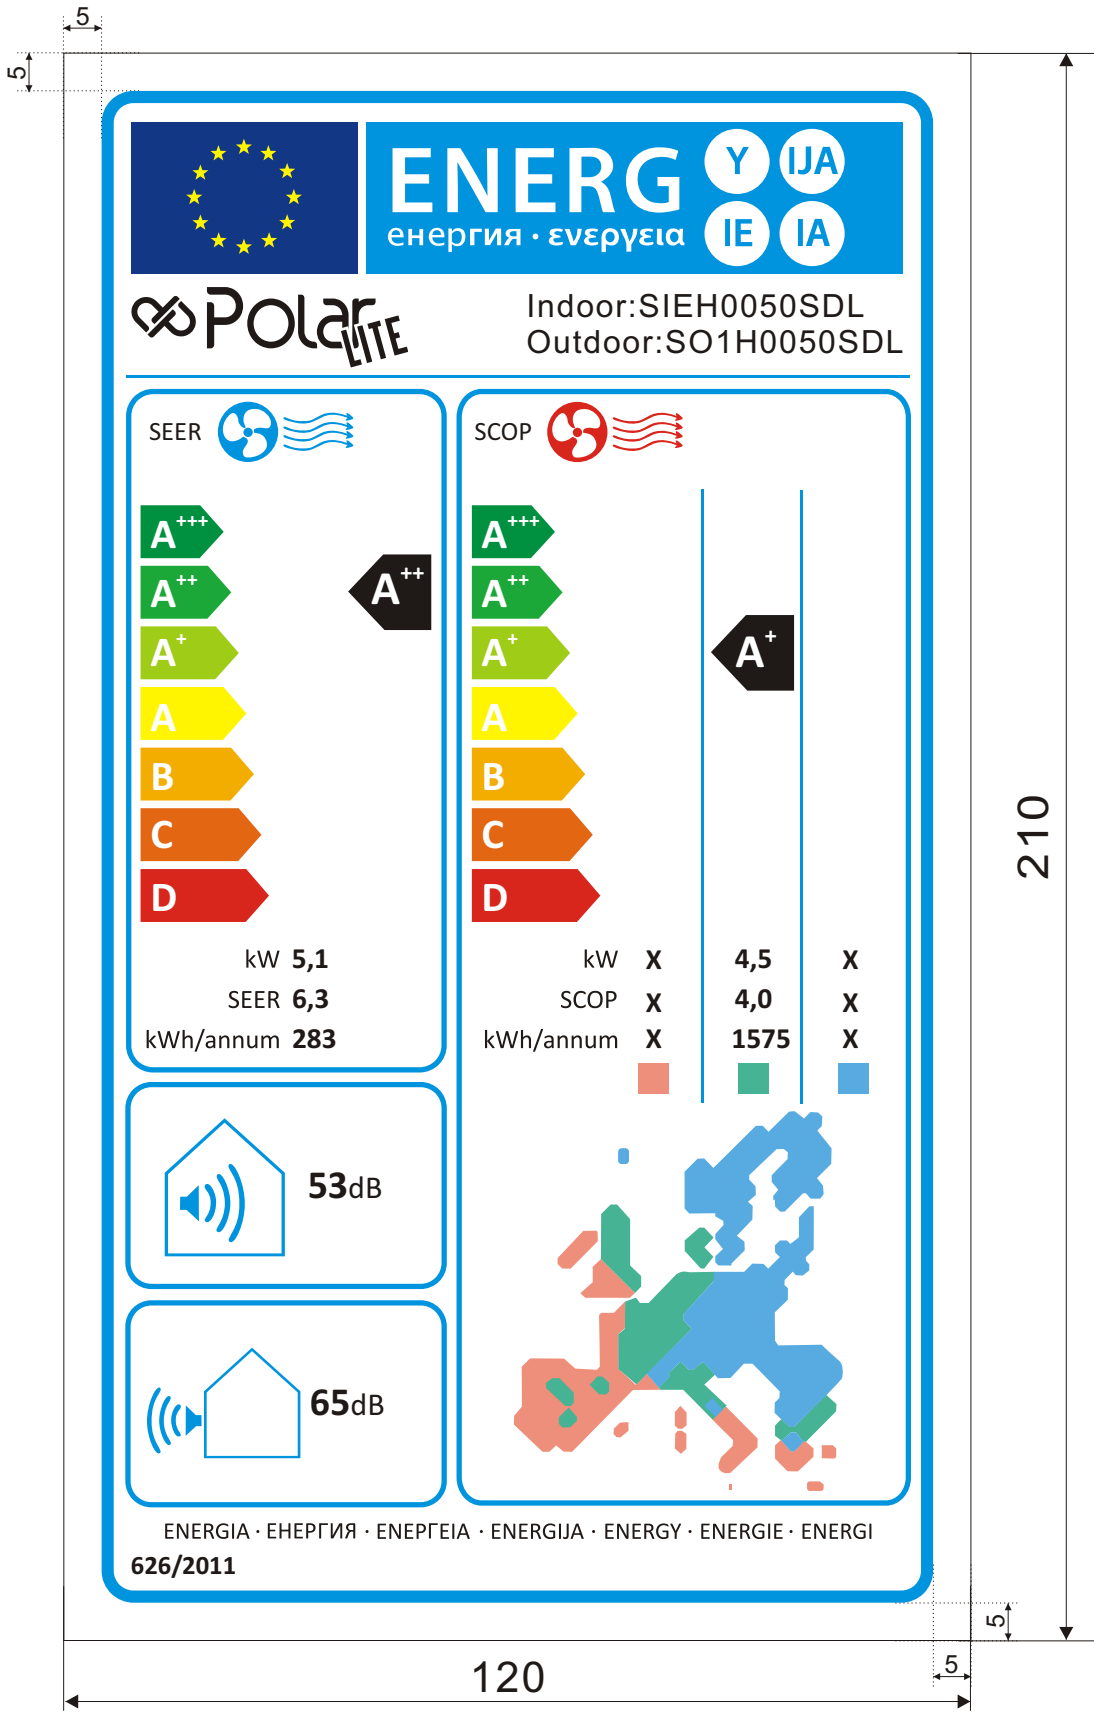 5
5
ENERG Y IJA
енергия · ενεργεια IE IA
Polar LITE
Indoor:SIEH0050SDL
Outdoor:SO1H0050SDL
SEER
A+++
A++
A++
A+
A
B
C
D
kW 5,1
SEER 6,3
kWh/annum 283
SCOP
A+++
A++
A+
A+
A
B
C
D
kW X 4,5 X
SCOP X 4,0 X
kWh/annum X 1575 X
53dB
65dB
ENERGIA · ЕНЕРГИЯ · ΕΝΕΡΓΕΙΑ · ENERGIJA · ENERGY · ENERGIE · ENERGI
626/2011
210
5
5
120